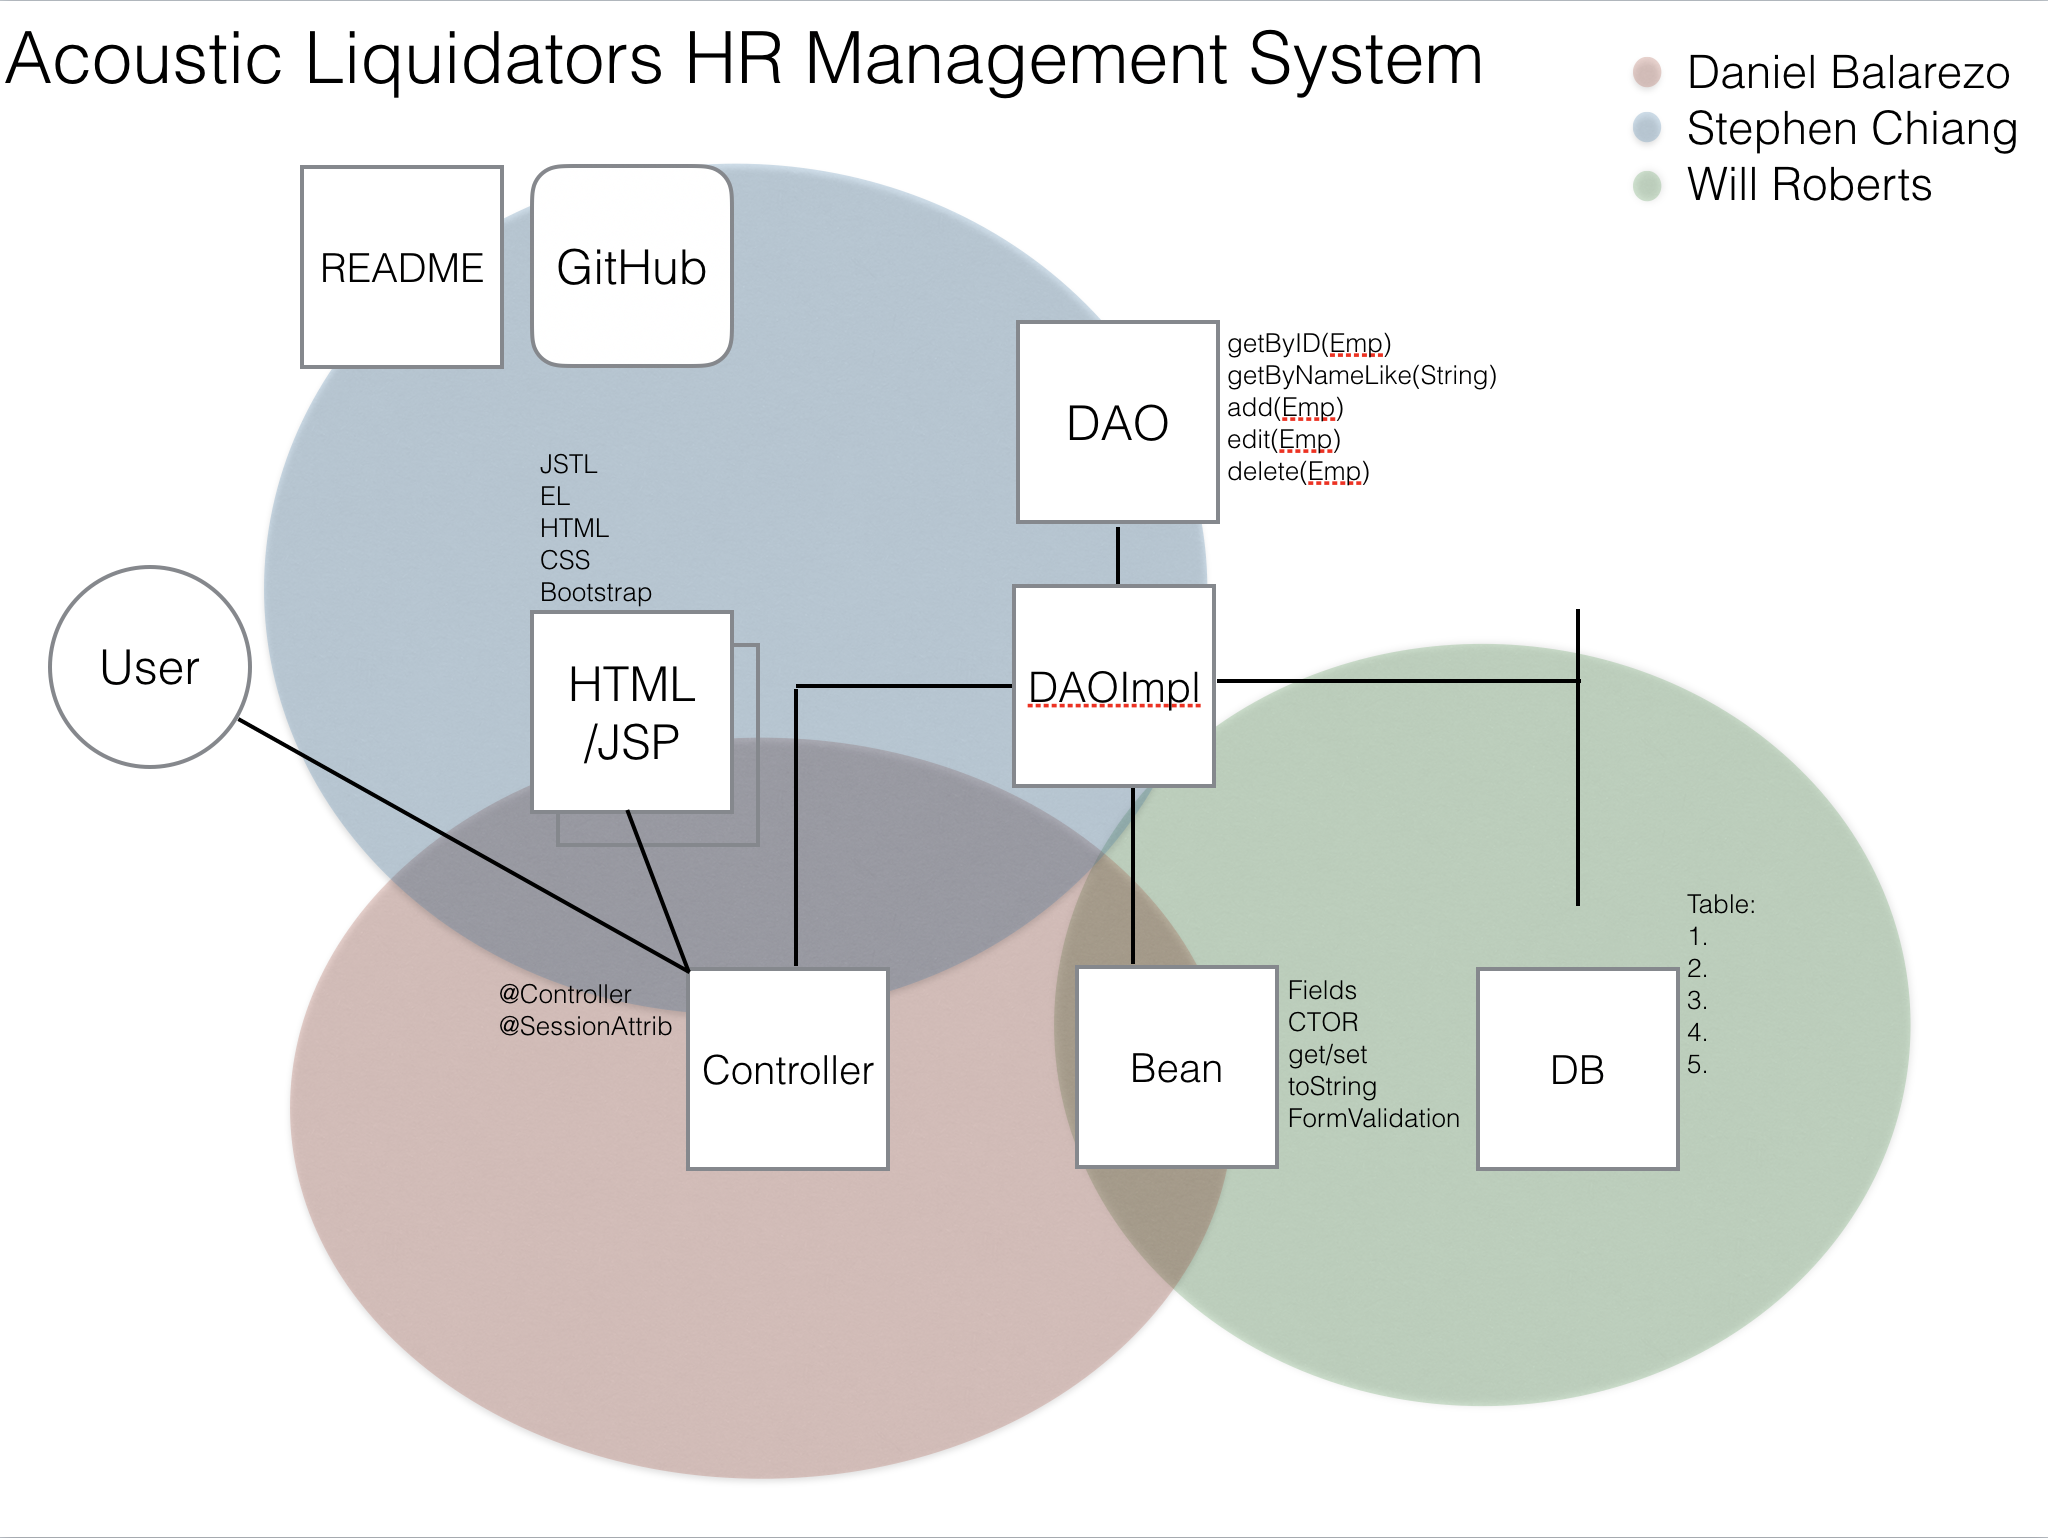 Acoustic Liquidators HR Management System
Daniel Balarezo
Stephen Chiang
Will Roberts
README
GitHub
DAO
getByID(Emp)
getByNameLike(String)
add(Emp)
edit(Emp)
delete(Emp)
JSTL
EL
HTML
CSS
Bootstrap
User
HTML
/JSP
DAOImpl
@Controller
@SessionAttrib
Controller
Bean
Fields
CTOR
get/set
toString
FormValidation
DB
Table:
1.
2.
3.
4.
5.